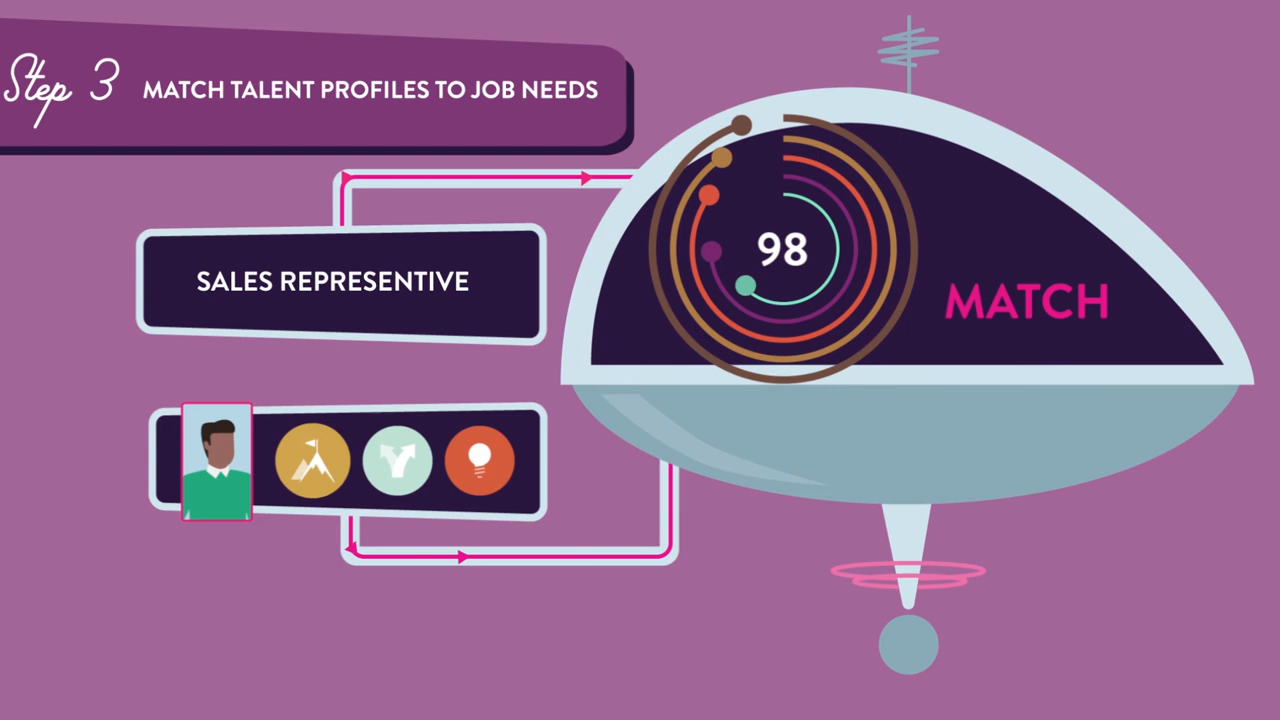 Step 3 MATCH TALENT PROFILES TO JOB NEEDS
SALES REPRESENTIVE
98
MATCH